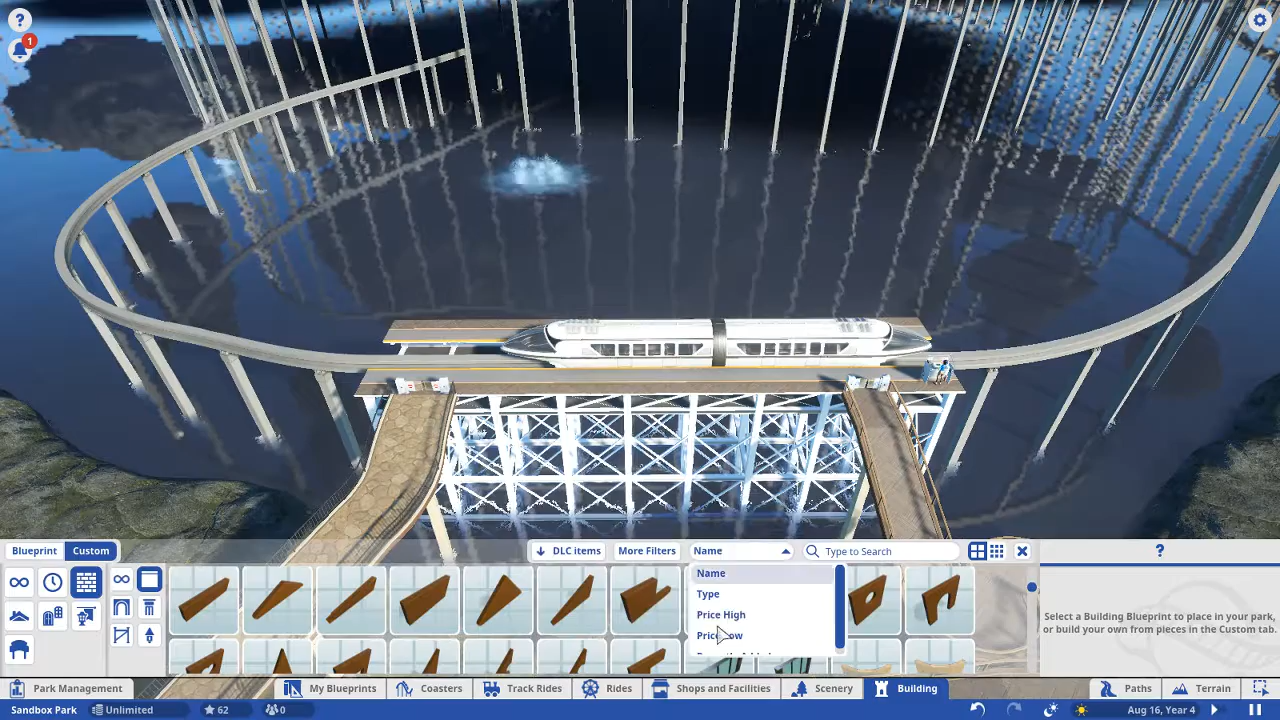 ?
1
Blueprint Custom DLC items More Filters Name Type to Search ?
Name
Type
Price High
Price Low
Select a Building Blueprint to place in your park,
or build your own from pieces in the Custom tab.
Park Management My Blueprints Coasters Track Rides Rides Shops and Facilities Scenery Building Paths Terrain
Sandbox Park Unlimited 62 0 Aug 16, Year 4